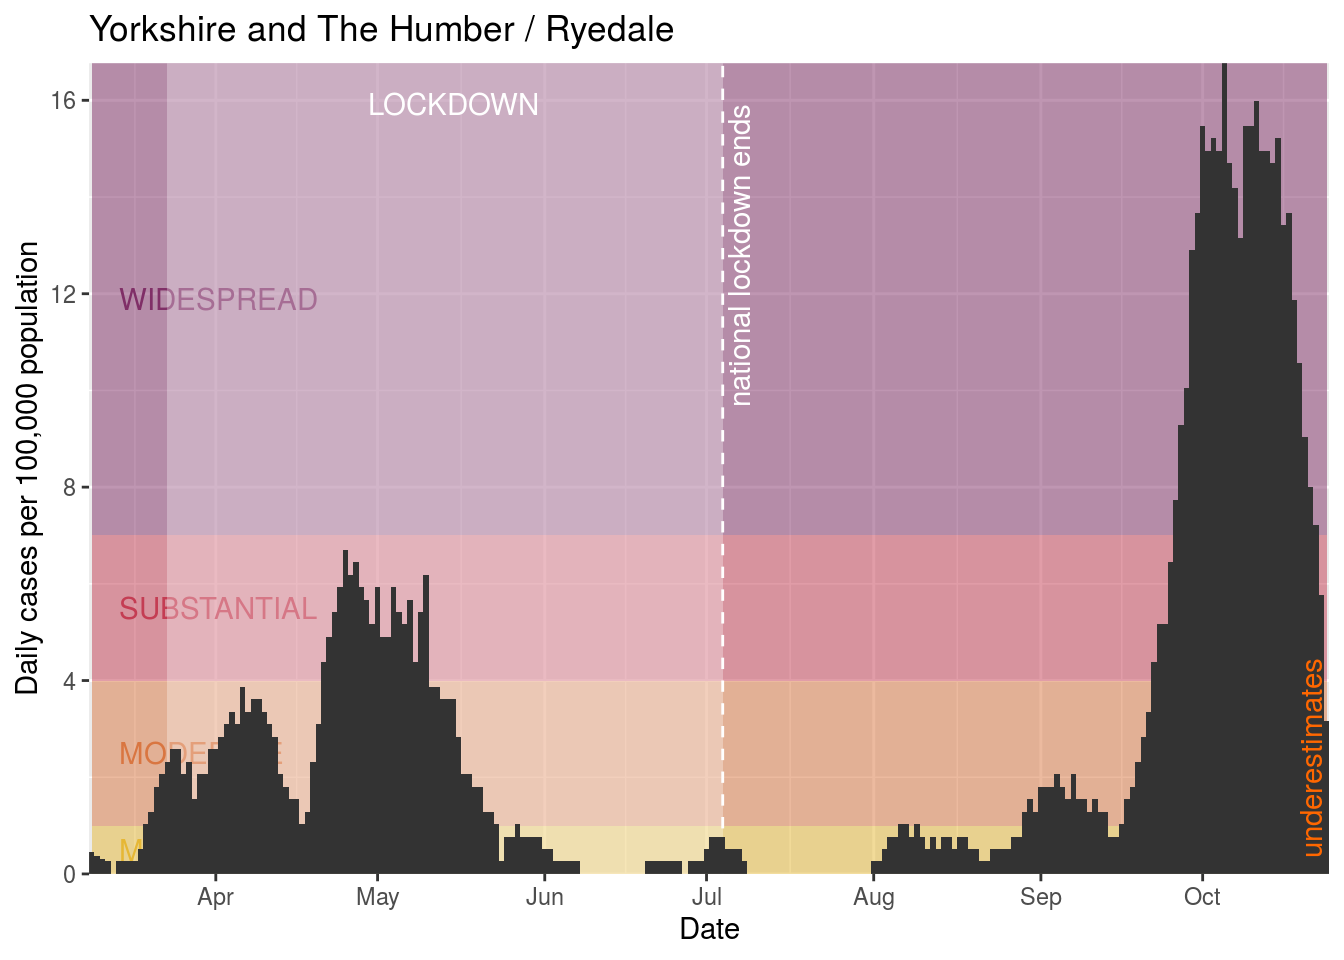 Yorkshire and The Humber / Ryedale
16
12
8
4
0
Daily cases per 100,000 population
LOCKDOWN
national lockdown ends
WIDESPREAD
SUBSTANTIAL
underestimates
Apr
May
Jun
Jul
Aug
Sep
Oct
Date